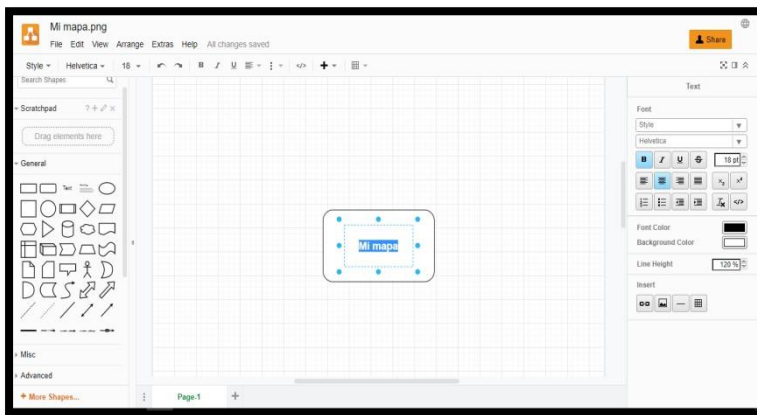 Mi mapa.png
File Edit View Arrange Extras Help All changes saved
Share
Style Helvetica 18 B I U </>
Search Shapes
Scratchpad ?
Drag elements here
General
Text
Misc
Advanced
+ More Shapes...
Mi mapa
Page-1 +
Text
Font
Style
Helvetica
B I U S 18 pt
Font Color
Background Color
Line Height 120 %
Insert